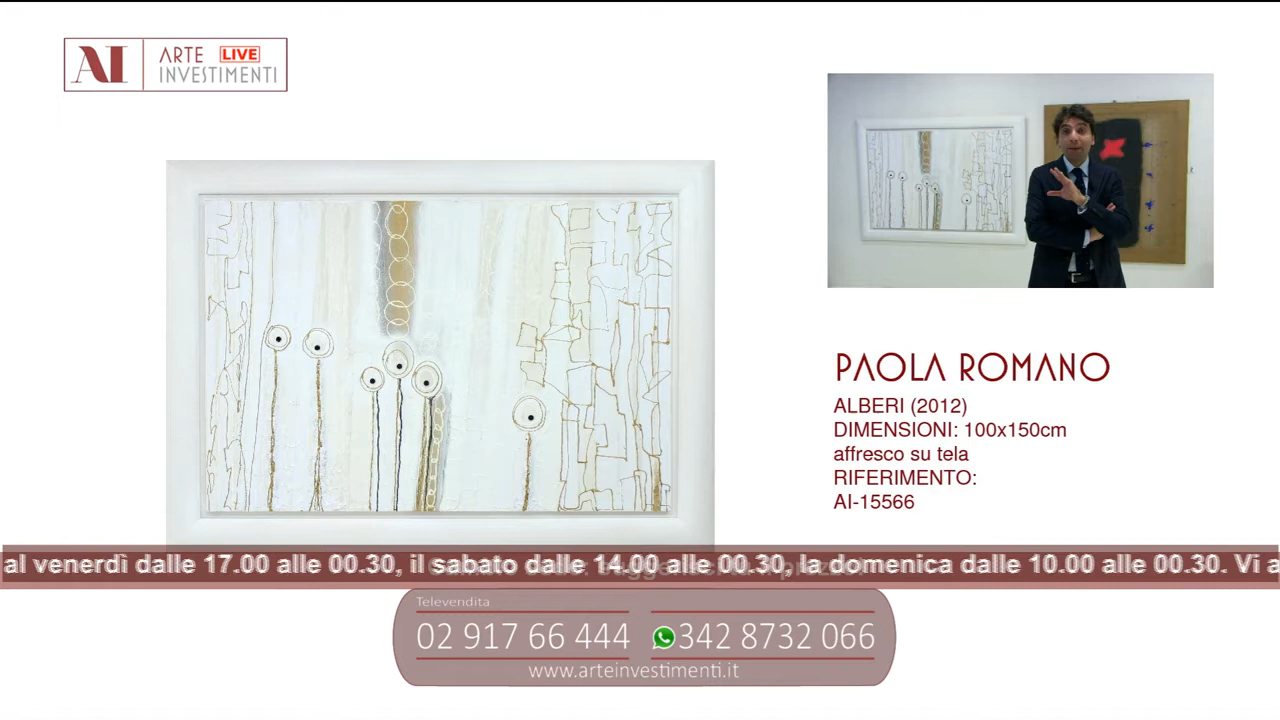 AI
ARTE LIVE
INVESTIMENTI
PAOLA ROMANO
ALBERI (2012)
DIMENSIONI: 100x150cm
affresco su tela
RIFERIMENTO:
AI-15566
al venerdì dalle 17.00 alle 00.30, il sabato dalle 14.00 alle 00.30, la domenica dalle 10.00 alle 00.30. Vi a
Televendita
02 917 66 444 342 8732 066
www.arteinvestimenti.it